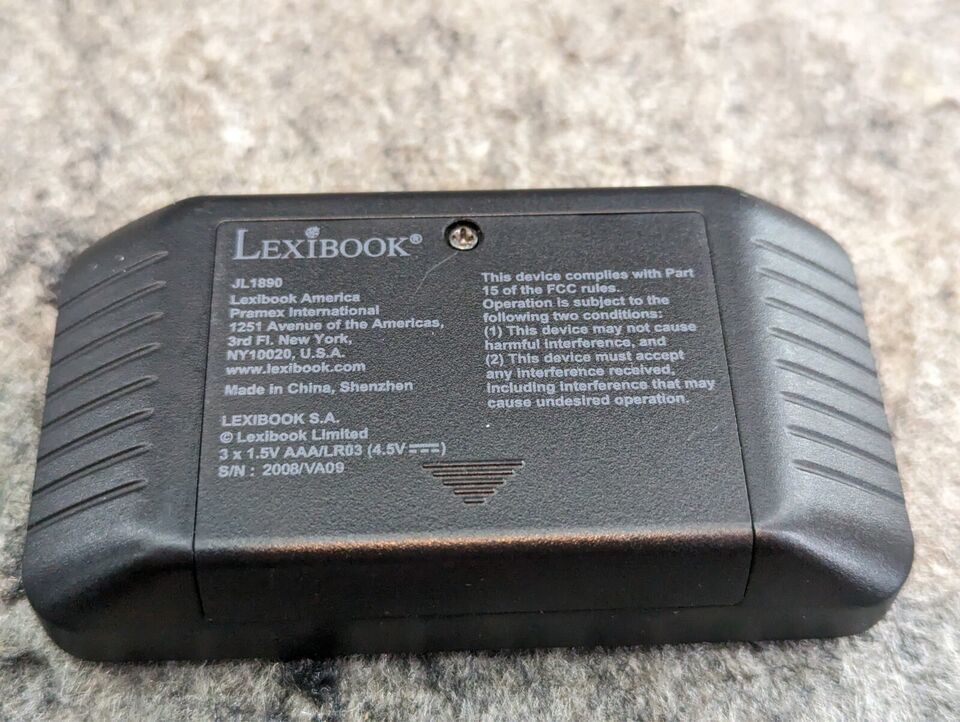 LEXIBOOK®
JL1890
Lexibook America
Pramex International
1251 Avenue of the Americas,
3rd Fl. New York,
NY10020, U.S.A.
www.lexibook.com
Made in China, Shenzhen
LEXIBOOK S.A.
© Lexibook Limited
3 x 1.5V AAA/LR03 (4.5V⎓)
S/N : 2008/VA09
This device complies with Part
15 of the FCC rules.
Operation is subject to the
following two conditions:
(1) This device may not cause
harmful interference, and
(2) This device must accept
any interference received,
including interference that may
cause undesired operation.